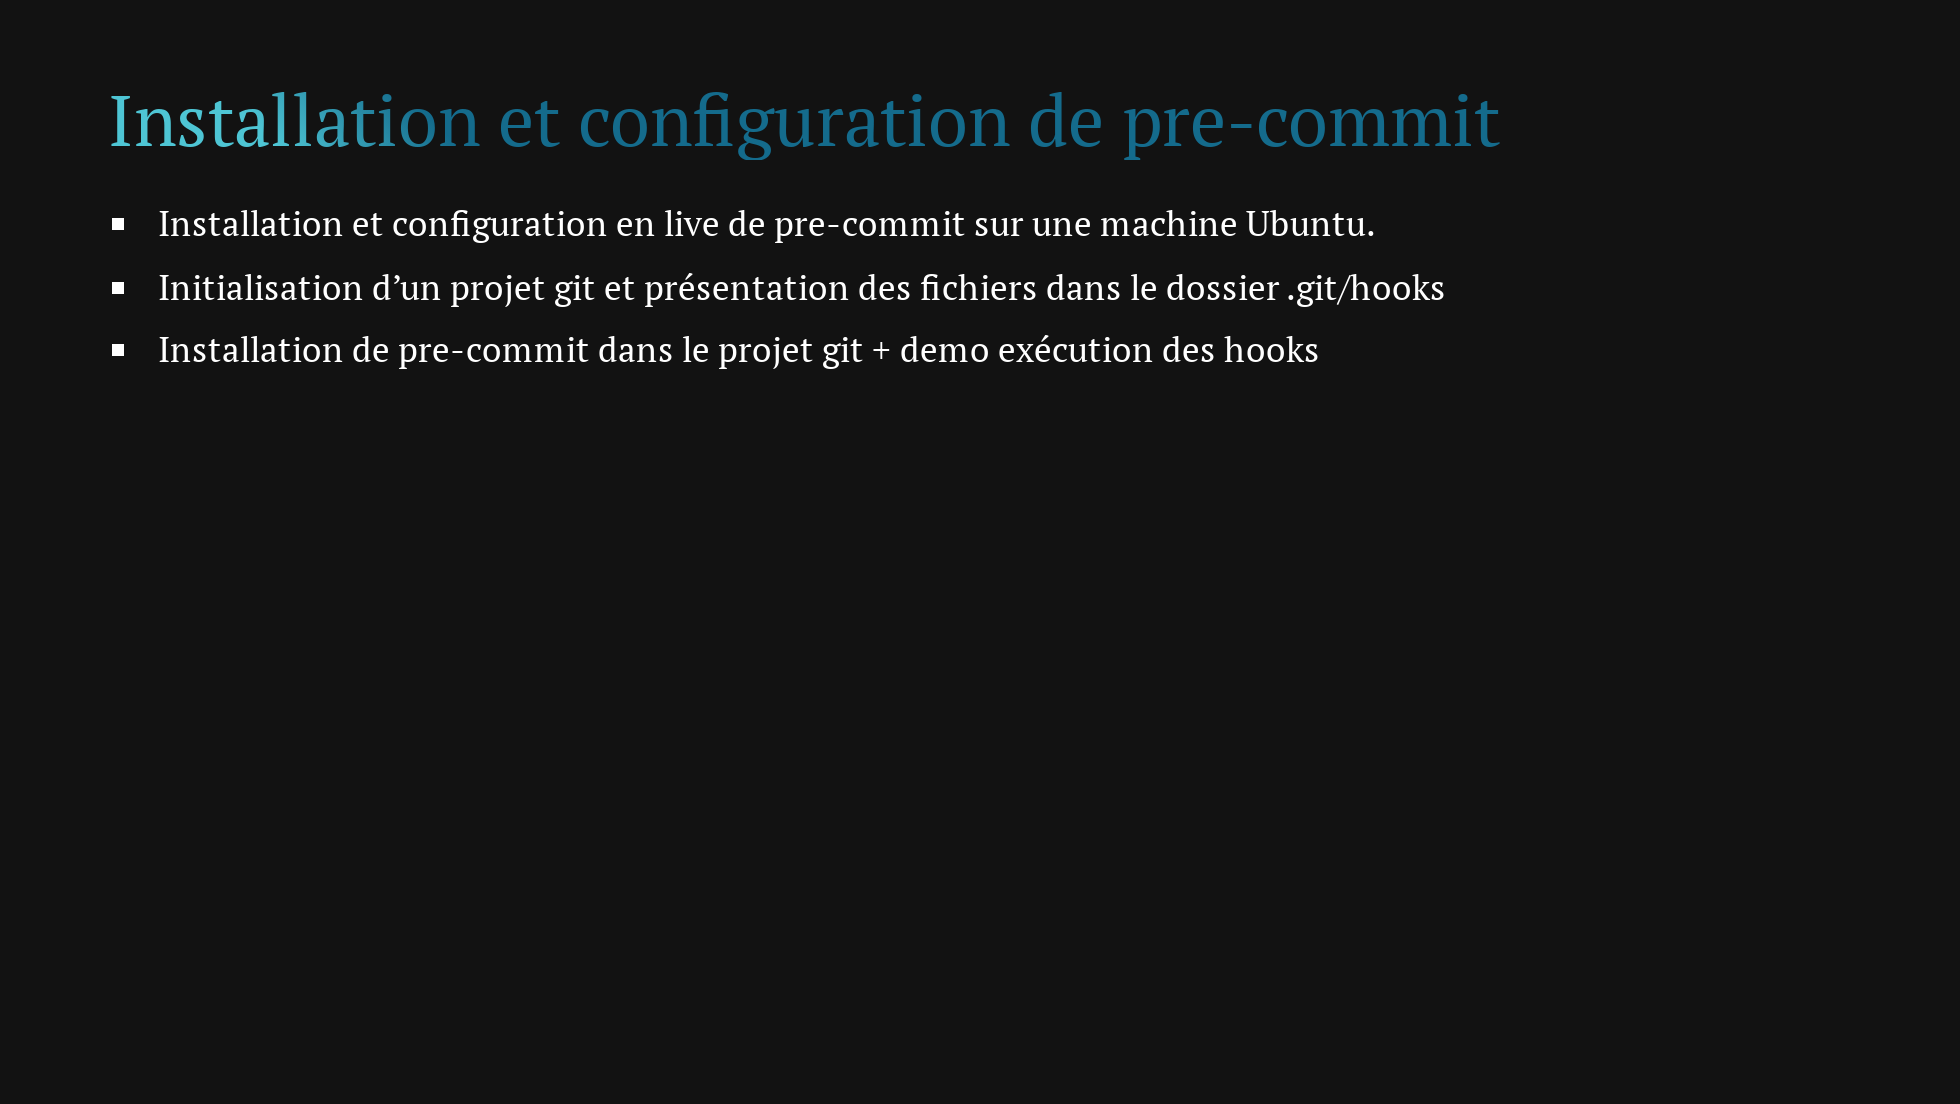 Installation et configuration de pre-commit
▪ Installation et configuration en live de pre-commit sur une machine Ubuntu.
▪ Initialisation d’un projet git et présentation des fichiers dans le dossier .git/hooks
▪ Installation de pre-commit dans le projet git + demo exécution des hooks